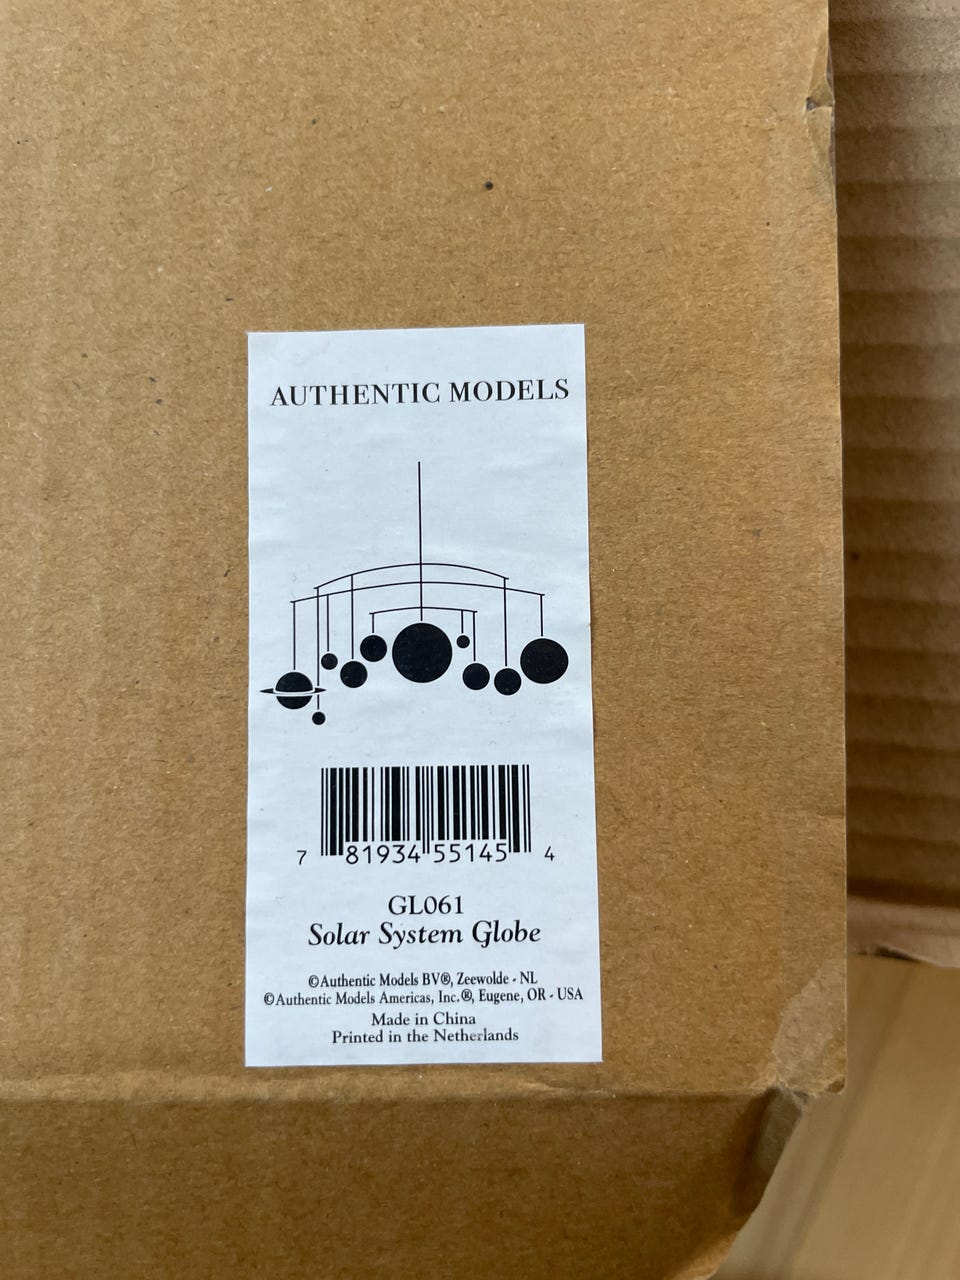 AUTHENTIC MODELS
7 81934 55145 4
GL061
Solar System Globe
©Authentic Models BV®, Zeewolde - NL
©Authentic Models Americas, Inc.®, Eugene, OR - USA
Made in China
Printed in the Netherlands